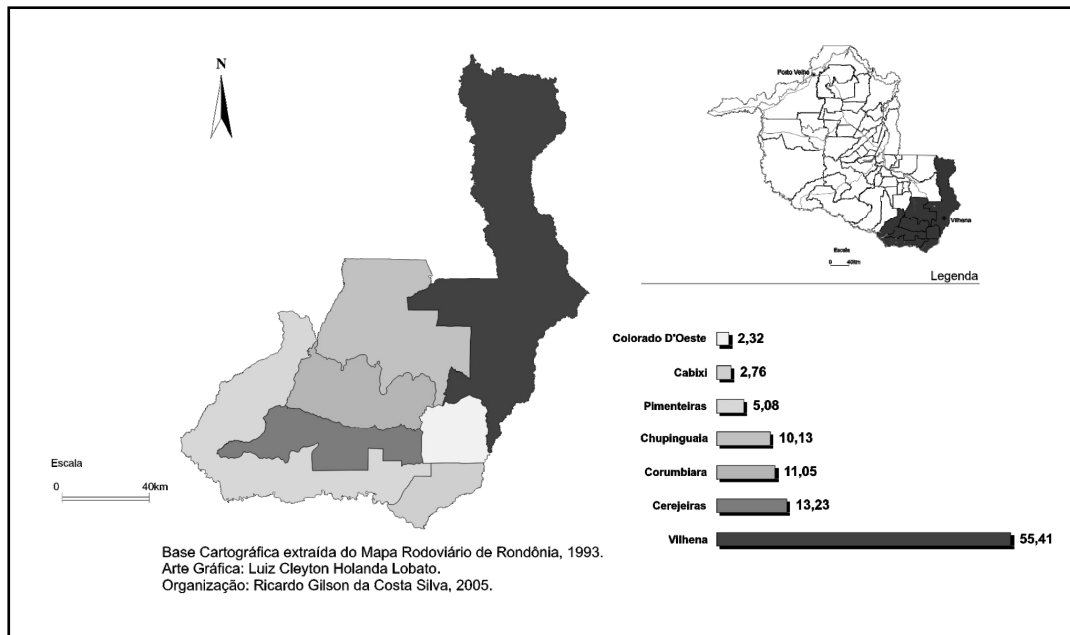 N
Porto Velho
Vilhena
Escala
0 40km
Legenda
Colorado D'Oeste 2,32
Cabixi 2,76
Pimenteiras 5,08
Chupinguaia 10,13
Corumbiara 11,05
Cerejeiras 13,23
Vilhena 55,41
Escala
0 40km
Base Cartográfica extraída do Mapa Rodoviário de Rondônia, 1993.
Arte Gráfica: Luiz Cleyton Holanda Lobato.
Organização: Ricardo Gilson da Costa Silva, 2005.